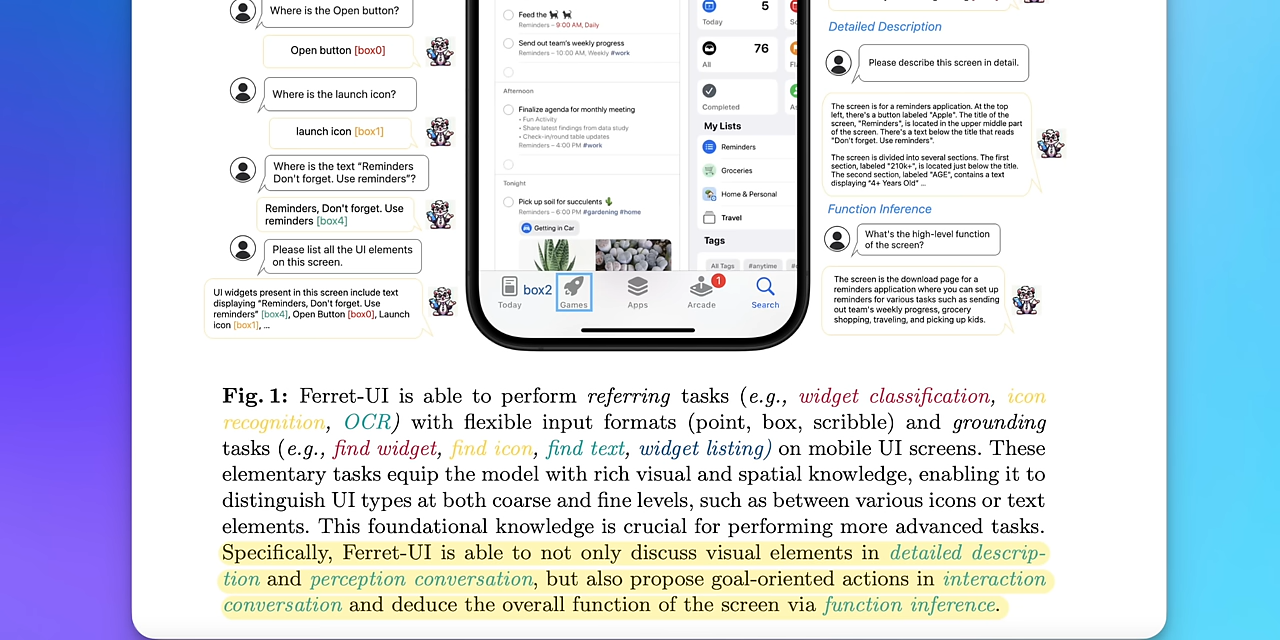 Where is the Open button?
Open button [box0]
Where is the launch icon?
launch icon [box1]
Where is the text “Reminders
Don't forget. Use reminders”?
Reminders, Don't forget. Use
reminders [box4]
Please list all the UI elements
on this screen.
UI widgets present in this screen include text
displaying “Reminders, Don't forget. Use
reminders” [box4], Open Button [box0], Launch
icon [box1], ...
Feed the
Reminders – 9:00 AM, Daily
Send out team's weekly progress
Reminders – 10:00 AM, Weekly #work
Afternoon
Finalize agenda for monthly meeting
• Fun Activity
• Share latest findings from data study
• Check-in/round table updates
Reminders – 4:00 PM #work
Tonight
Pick up soil for succulents
Reminders – 6:00 PM #gardening #home
Getting in Car
5
Today
76
All
Completed
My Lists
Reminders
Groceries
Home & Personal
Travel
Tags
All Tags
#anytime
box2
1
Today
Games
Apps
Arcade
Search
Detailed Description
Please describe this screen in detail.
The screen is for a reminders application. At the top
left, there's a button labeled "Apple". The title of the
screen, "Reminders", is located in the upper middle part
of the screen. There's a text below the title that reads
"Don't forget. Use reminders".
The screen is divided into several sections. The first
section, labeled "210k+", is located just below the title.
The second section, labeled "AGE", contains a text
displaying "4+ Years Old" ...
Function Inference
What's the high-level function
of the screen?
The screen is the download page for a
reminders application where you can set up
reminders for various tasks such as sending
out team's weekly progress, grocery
shopping, traveling, and picking up kids.
Fig. 1: Ferret-UI is able to perform referring tasks (e.g., widget classification, icon
recognition, OCR) with flexible input formats (point, box, scribble) and grounding
tasks (e.g., find widget, find icon, find text, widget listing) on mobile UI screens. These
elementary tasks equip the model with rich visual and spatial knowledge, enabling it to
distinguish UI types at both coarse and fine levels, such as between various icons or text
elements. This foundational knowledge is crucial for performing more advanced tasks.
Specifically, Ferret-UI is able to not only discuss visual elements in detailed descrip-
tion and perception conversation, but also propose goal-oriented actions in interaction
conversation and deduce the overall function of the screen via function inference.